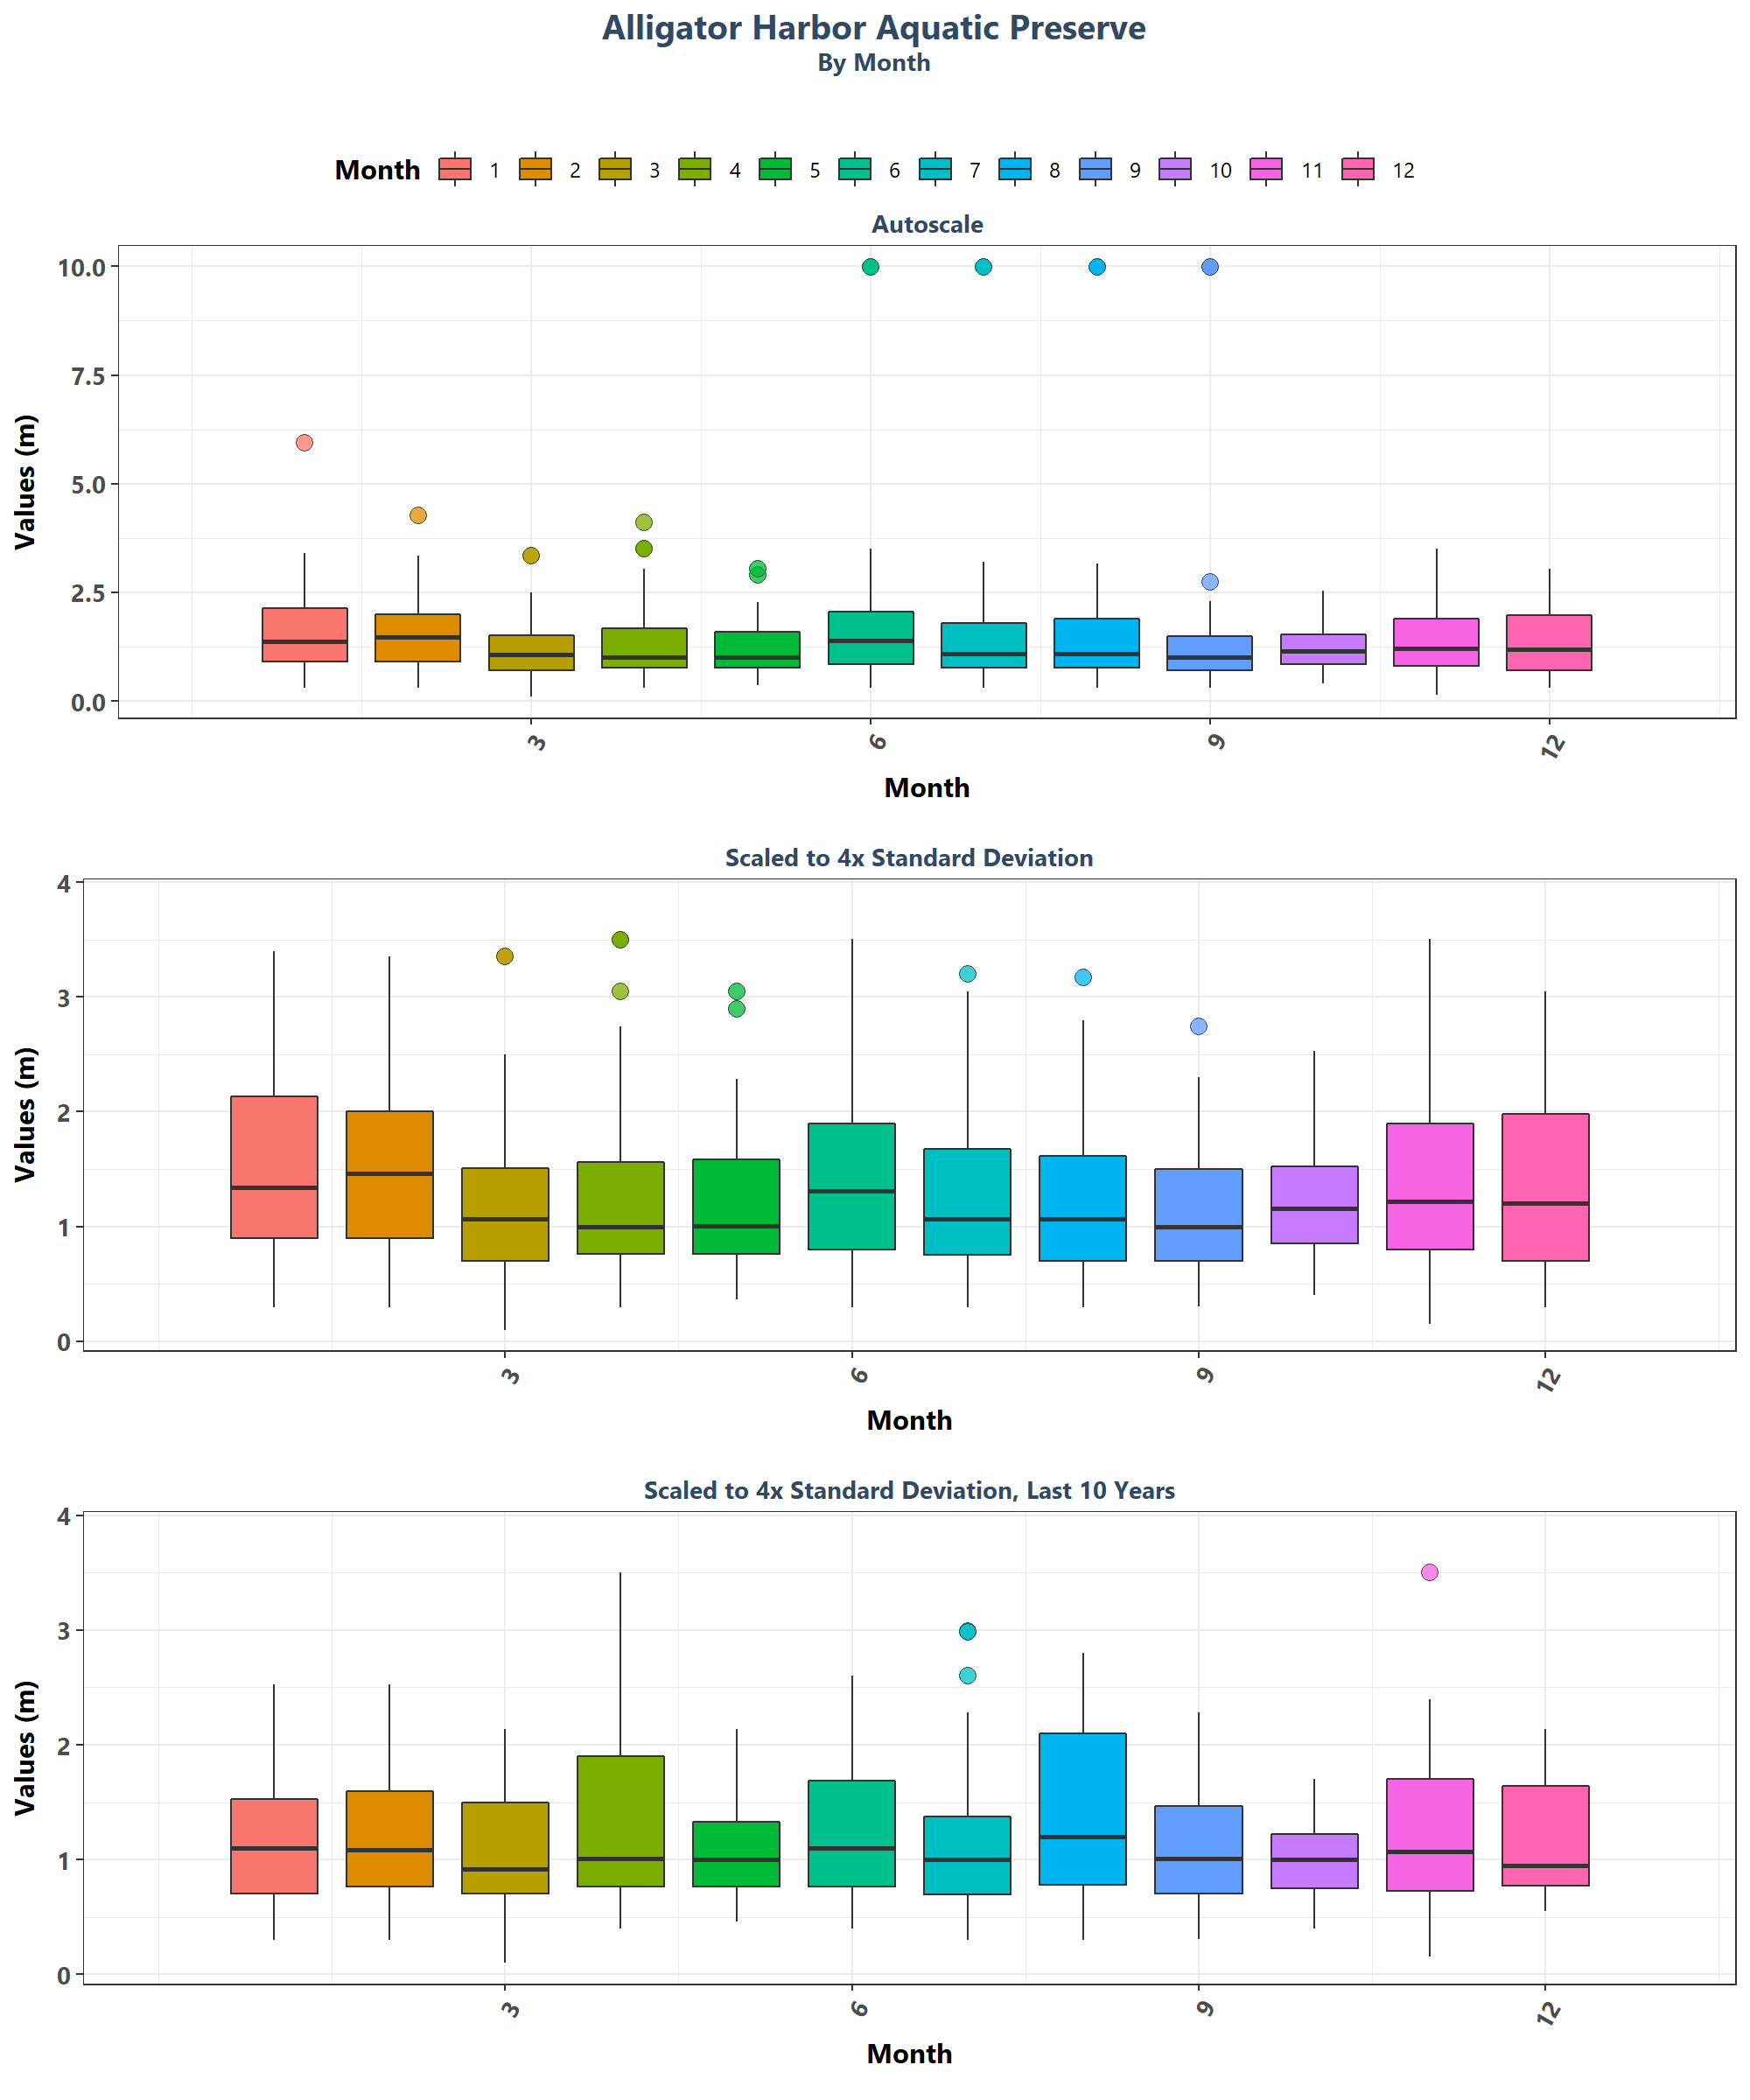 Alligator Harbor Aquatic Preserve
By Month
Month 1 2 3 4 5 6 7 8 9 10 11 12
Autoscale
10.0
7.5
5.0
2.5
0.0
Values (m)
3 6 9 12
Month
Scaled to 4x Standard Deviation
4
3
2
1
0
Values (m)
3 6 9 12
Month
Scaled to 4x Standard Deviation, Last 10 Years
4
3
2
1
0
Values (m)
3 6 9 12
Month